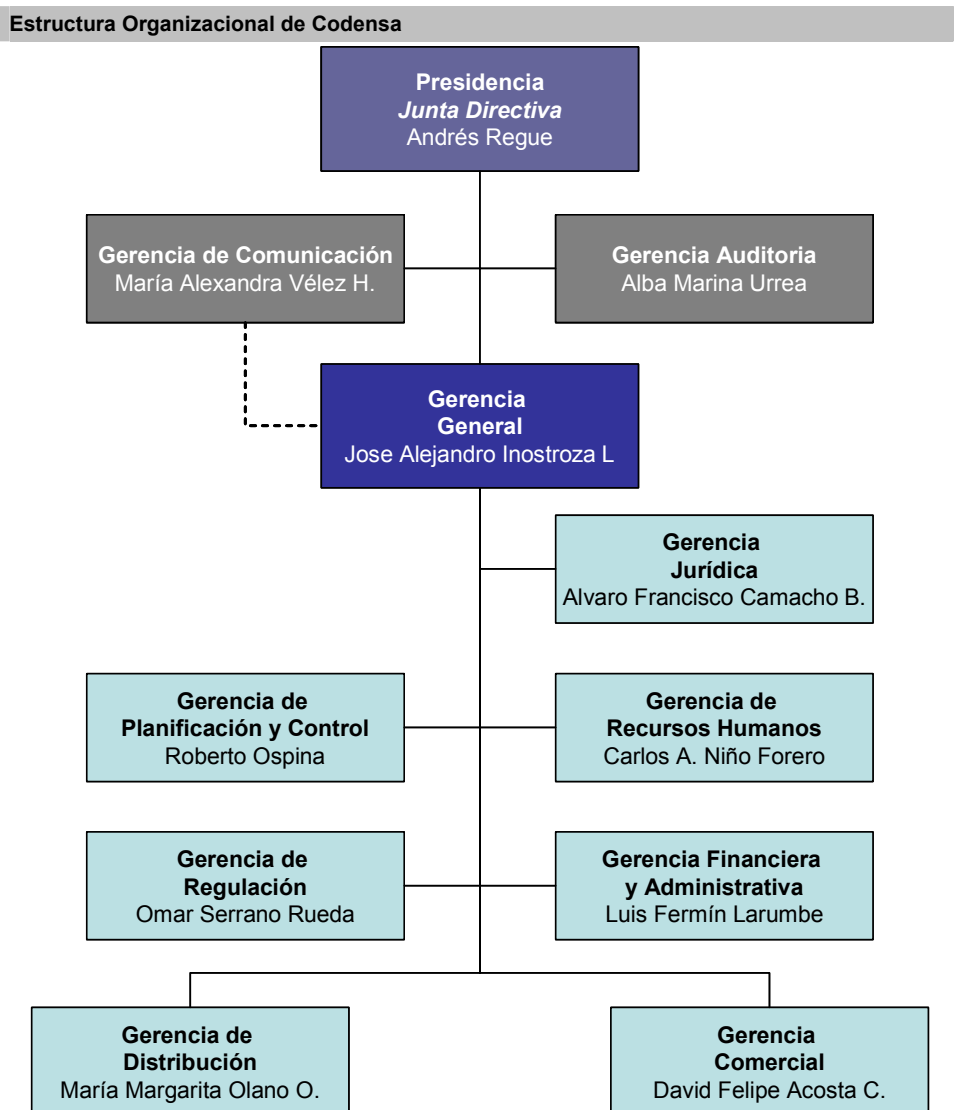 Estructura Organizacional de Codensa
Presidencia
Junta Directiva
Andrés Regue
Gerencia de Comunicación
María Alexandra Vélez H.
Gerencia Auditoria
Alba Marina Urrea
Gerencia
General
Jose Alejandro Inostroza L
Gerencia
Jurídica
Alvaro Francisco Camacho B.
Gerencia de
Planificación y Control
Roberto Ospina
Gerencia de
Recursos Humanos
Carlos A. Niño Forero
Gerencia de
Regulación
Omar Serrano Rueda
Gerencia Financiera
y Administrativa
Luis Fermín Larumbe
Gerencia de
Distribución
María Margarita Olano O.
Gerencia
Comercial
David Felipe Acosta C.